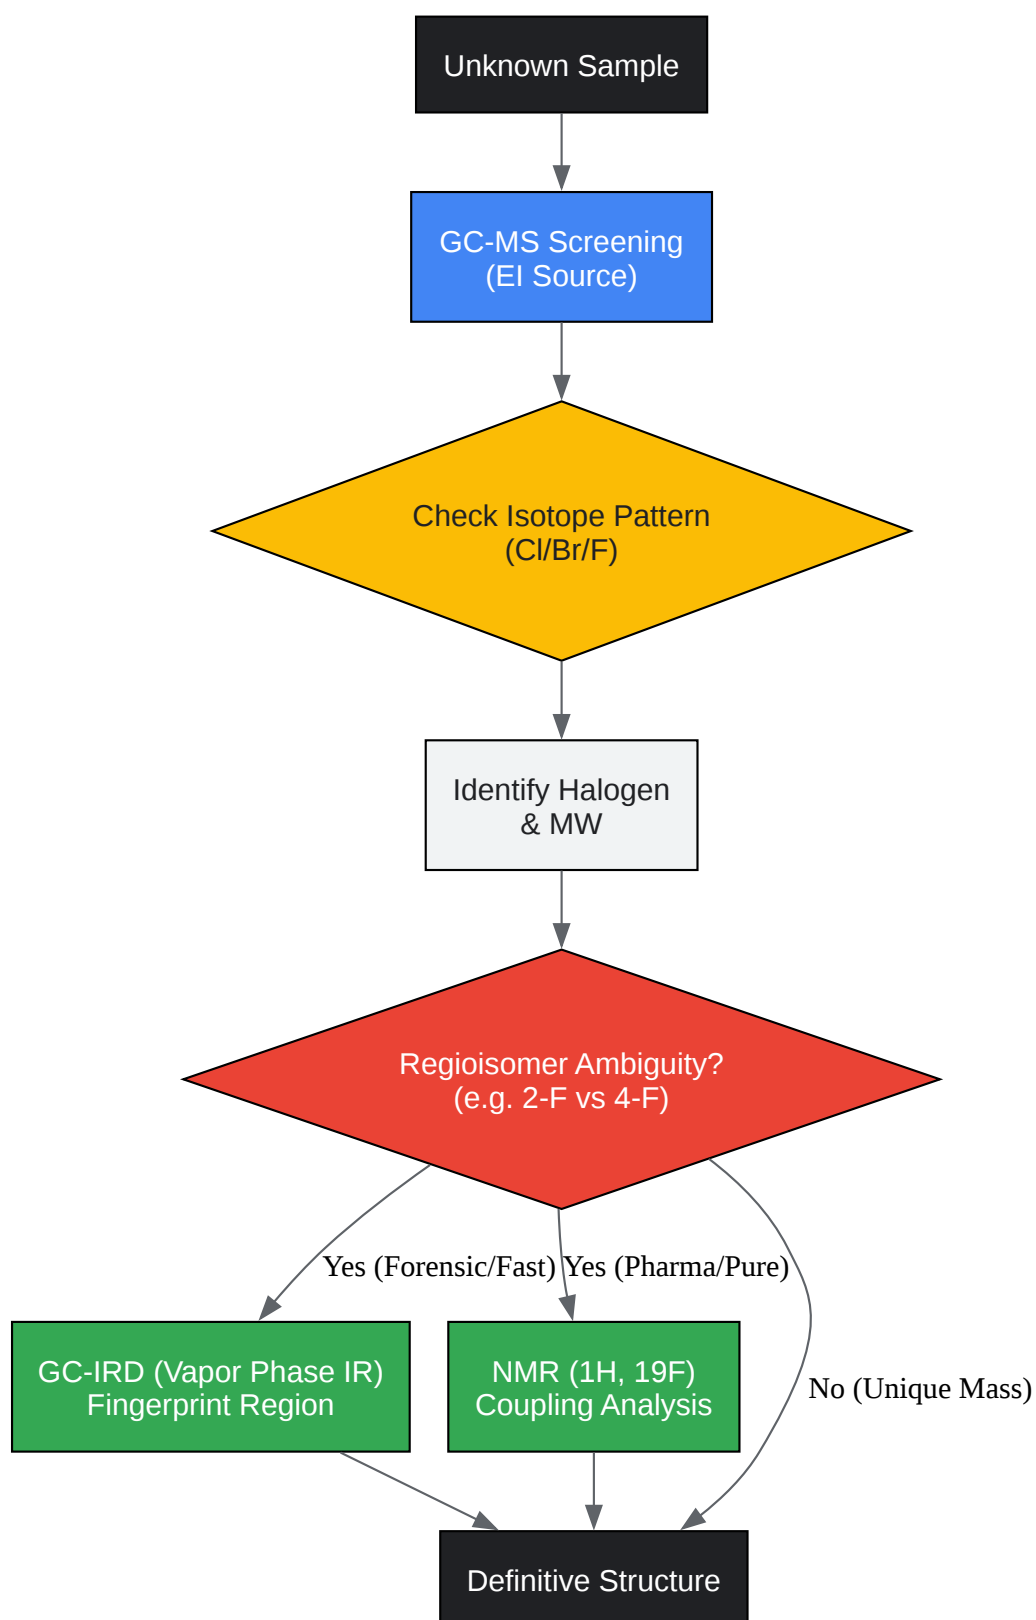 Unknown Sample
GC-MS Screening
(EI Source)
Check Isotope Pattern
(Cl/Br/F)
Identify Halogen
& MW
Regioisomer Ambiguity?
(e.g. 2-F vs 4-F)
Yes (Forensic/Fast)
Yes (Pharma/Pure)
GC-IRD (Vapor Phase IR)
Fingerprint Region
NMR (1H, 19F)
Coupling Analysis
No (Unique Mass)
Definitive Structure